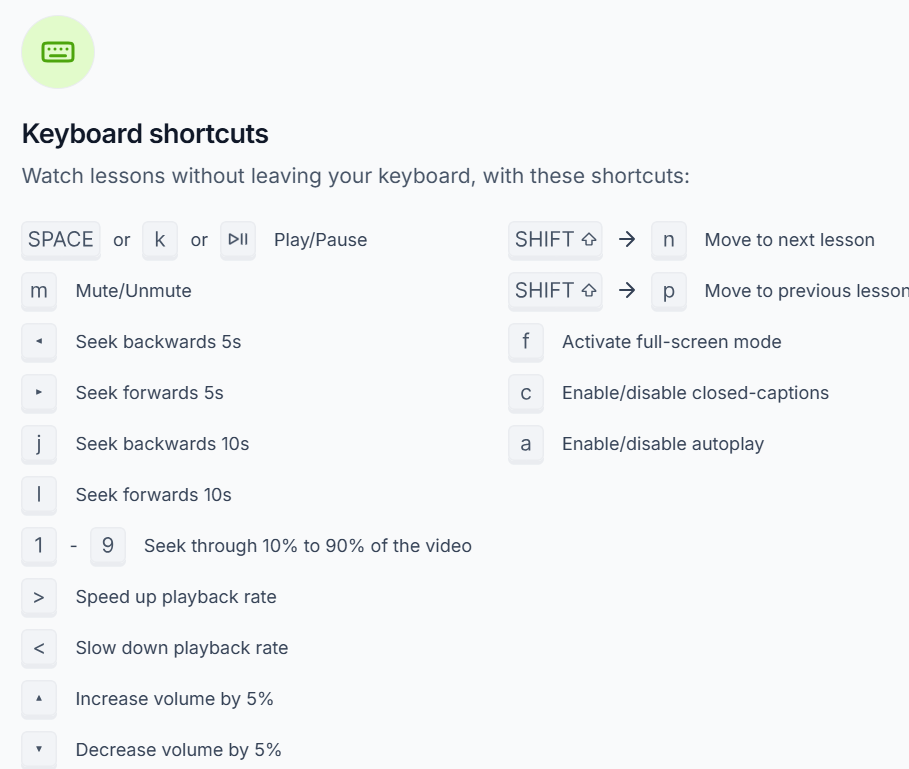 Keyboard shortcuts
Watch lessons without leaving your keyboard, with these shortcuts:
SPACE or k or Play/Pause
m Mute/Unmute
◂ Seek backwards 5s
▸ Seek forwards 5s
j Seek backwards 10s
l Seek forwards 10s
1 - 9 Seek through 10% to 90% of the video
> Speed up playback rate
< Slow down playback rate
▴ Increase volume by 5%
▾ Decrease volume by 5%
SHIFT ⇧ → n Move to next lesson
SHIFT ⇧ → p Move to previous lesson
f Activate full-screen mode
c Enable/disable closed-captions
a Enable/disable autoplay